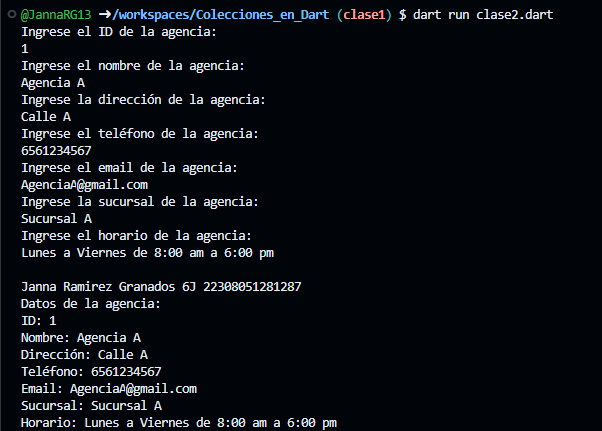 @JannaRG13 ➜/workspaces/Colecciones_en_Dart (clase1) $ dart run clase2.dart
Ingrese el ID de la agencia:
1
Ingrese el nombre de la agencia:
Agencia A
Ingrese la dirección de la agencia:
Calle A
Ingrese el teléfono de la agencia:
6561234567
Ingrese el email de la agencia:
AgenciaA@gmail.com
Ingrese la sucursal de la agencia:
Sucursal A
Ingrese el horario de la agencia:
Lunes a Viernes de 8:00 am a 6:00 pm

Janna Ramirez Granados 6J 22308051281287
Datos de la agencia:
ID: 1
Nombre: Agencia A
Dirección: Calle A
Teléfono: 6561234567
Email: AgenciaA@gmail.com
Sucursal: Sucursal A
Horario: Lunes a Viernes de 8:00 am a 6:00 pm